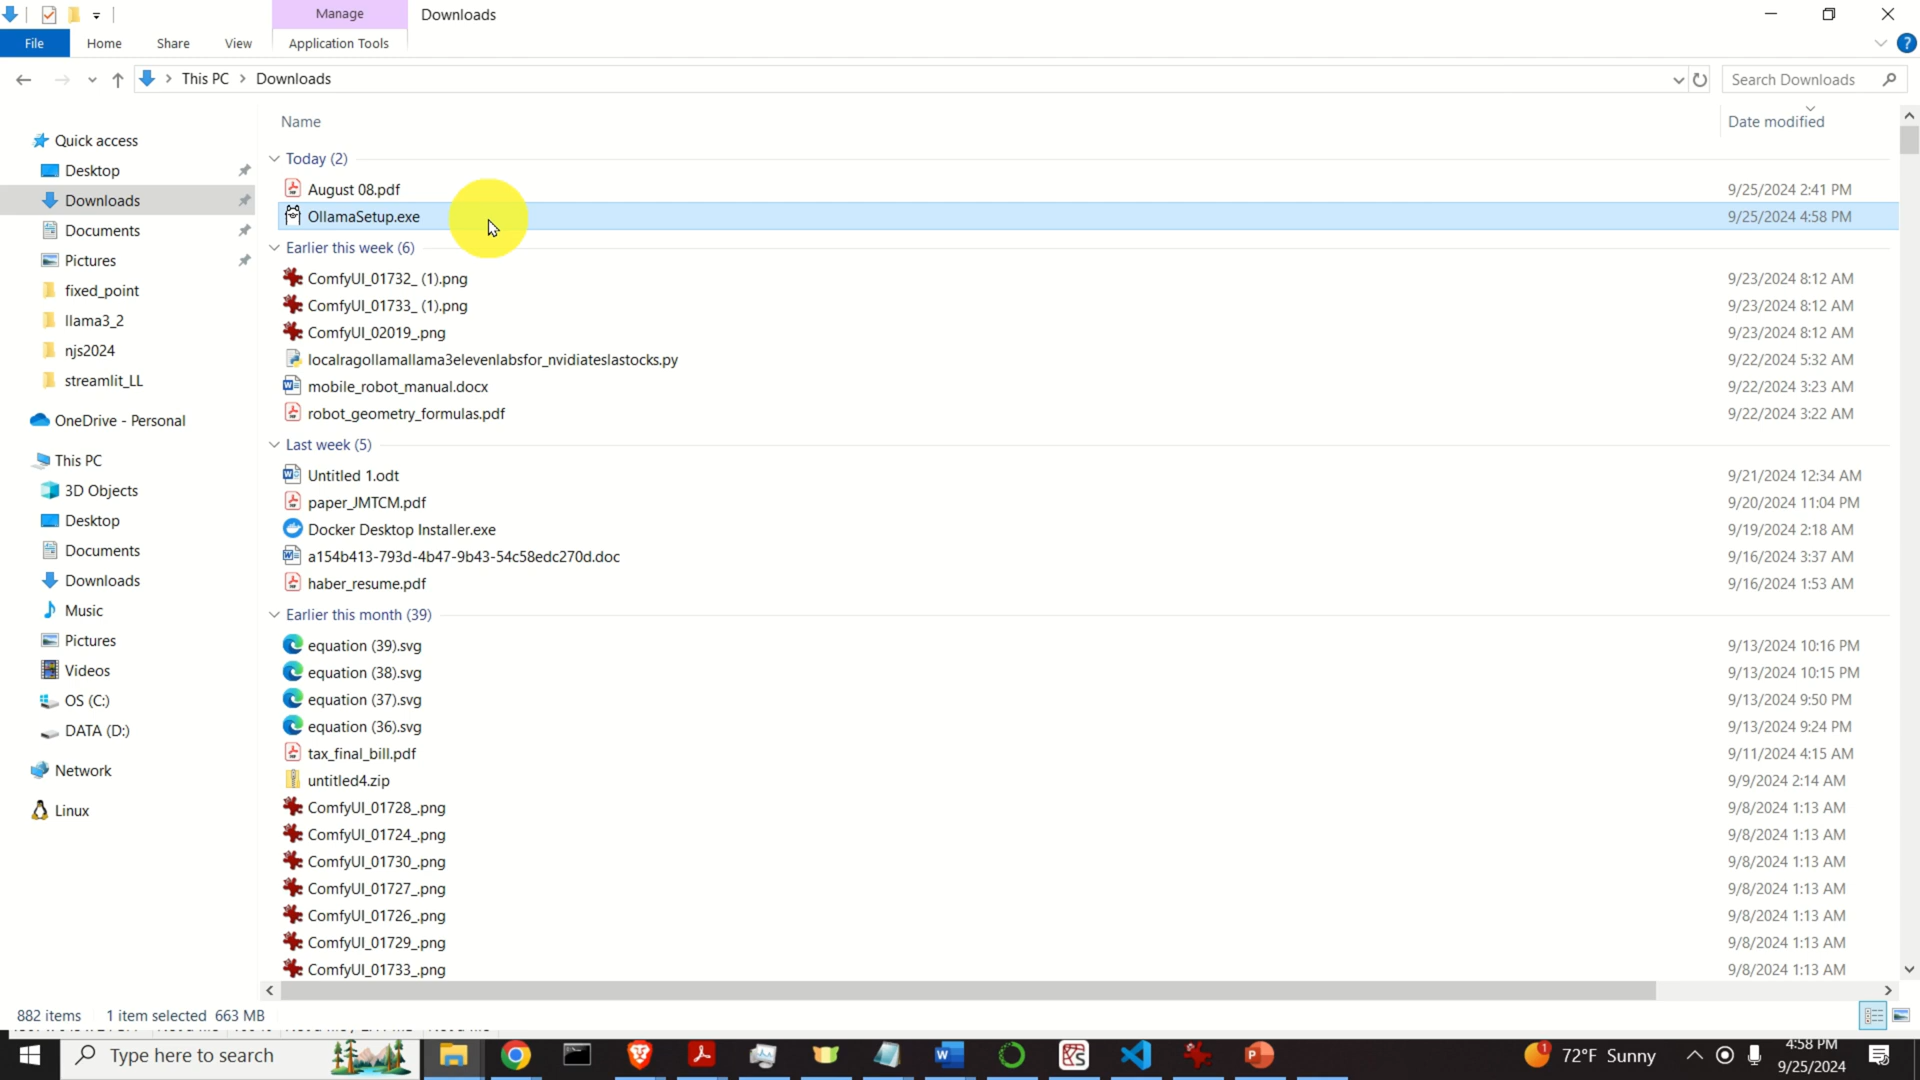 Manage
Downloads
File
Home
Share
View
Application Tools
This PC
Downloads
Search Downloads
Name
Date modified
Quick access
Desktop
Downloads
Documents
Pictures
fixed_point
llama3_2
njs2024
streamlit_LL
OneDrive - Personal
This PC
3D Objects
Desktop
Documents
Downloads
Music
Pictures
Videos
OS (C:)
DATA (D:)
Network
Linux
Today (2)
August 08.pdf 9/25/2024 2:41 PM
OllamaSetup.exe 9/25/2024 4:58 PM
Earlier this week (6)
ComfyUI_01732_ (1).png 9/23/2024 8:12 AM
ComfyUI_01733_ (1).png 9/23/2024 8:12 AM
ComfyUI_02019_.png 9/23/2024 8:12 AM
localragollamallama3elevenlabsfor_nvidiateslastocks.py 9/22/2024 5:32 AM
mobile_robot_manual.docx 9/22/2024 3:23 AM
robot_geometry_formulas.pdf 9/22/2024 3:22 AM
Last week (5)
Untitled 1.odt 9/21/2024 12:34 AM
paper_JMTCM.pdf 9/20/2024 11:04 PM
Docker Desktop Installer.exe 9/19/2024 2:18 AM
a154b413-793d-4b47-9b43-54c58edc270d.doc 9/16/2024 3:37 AM
haber_resume.pdf 9/16/2024 1:53 AM
Earlier this month (39)
equation (39).svg 9/13/2024 10:16 PM
equation (38).svg 9/13/2024 10:15 PM
equation (37).svg 9/13/2024 9:50 PM
equation (36).svg 9/13/2024 9:24 PM
tax_final_bill.pdf 9/11/2024 4:15 AM
untitled4.zip 9/9/2024 2:14 AM
ComfyUI_01728_.png 9/8/2024 1:13 AM
ComfyUI_01724_.png 9/8/2024 1:13 AM
ComfyUI_01730_.png 9/8/2024 1:13 AM
ComfyUI_01727_.png 9/8/2024 1:13 AM
ComfyUI_01726_.png 9/8/2024 1:13 AM
ComfyUI_01729_.png 9/8/2024 1:13 AM
ComfyUI_01733_.png 9/8/2024 1:13 AM
882 items 1 item selected 663 MB
Type here to search
72°F Sunny
4:58 PM
9/25/2024